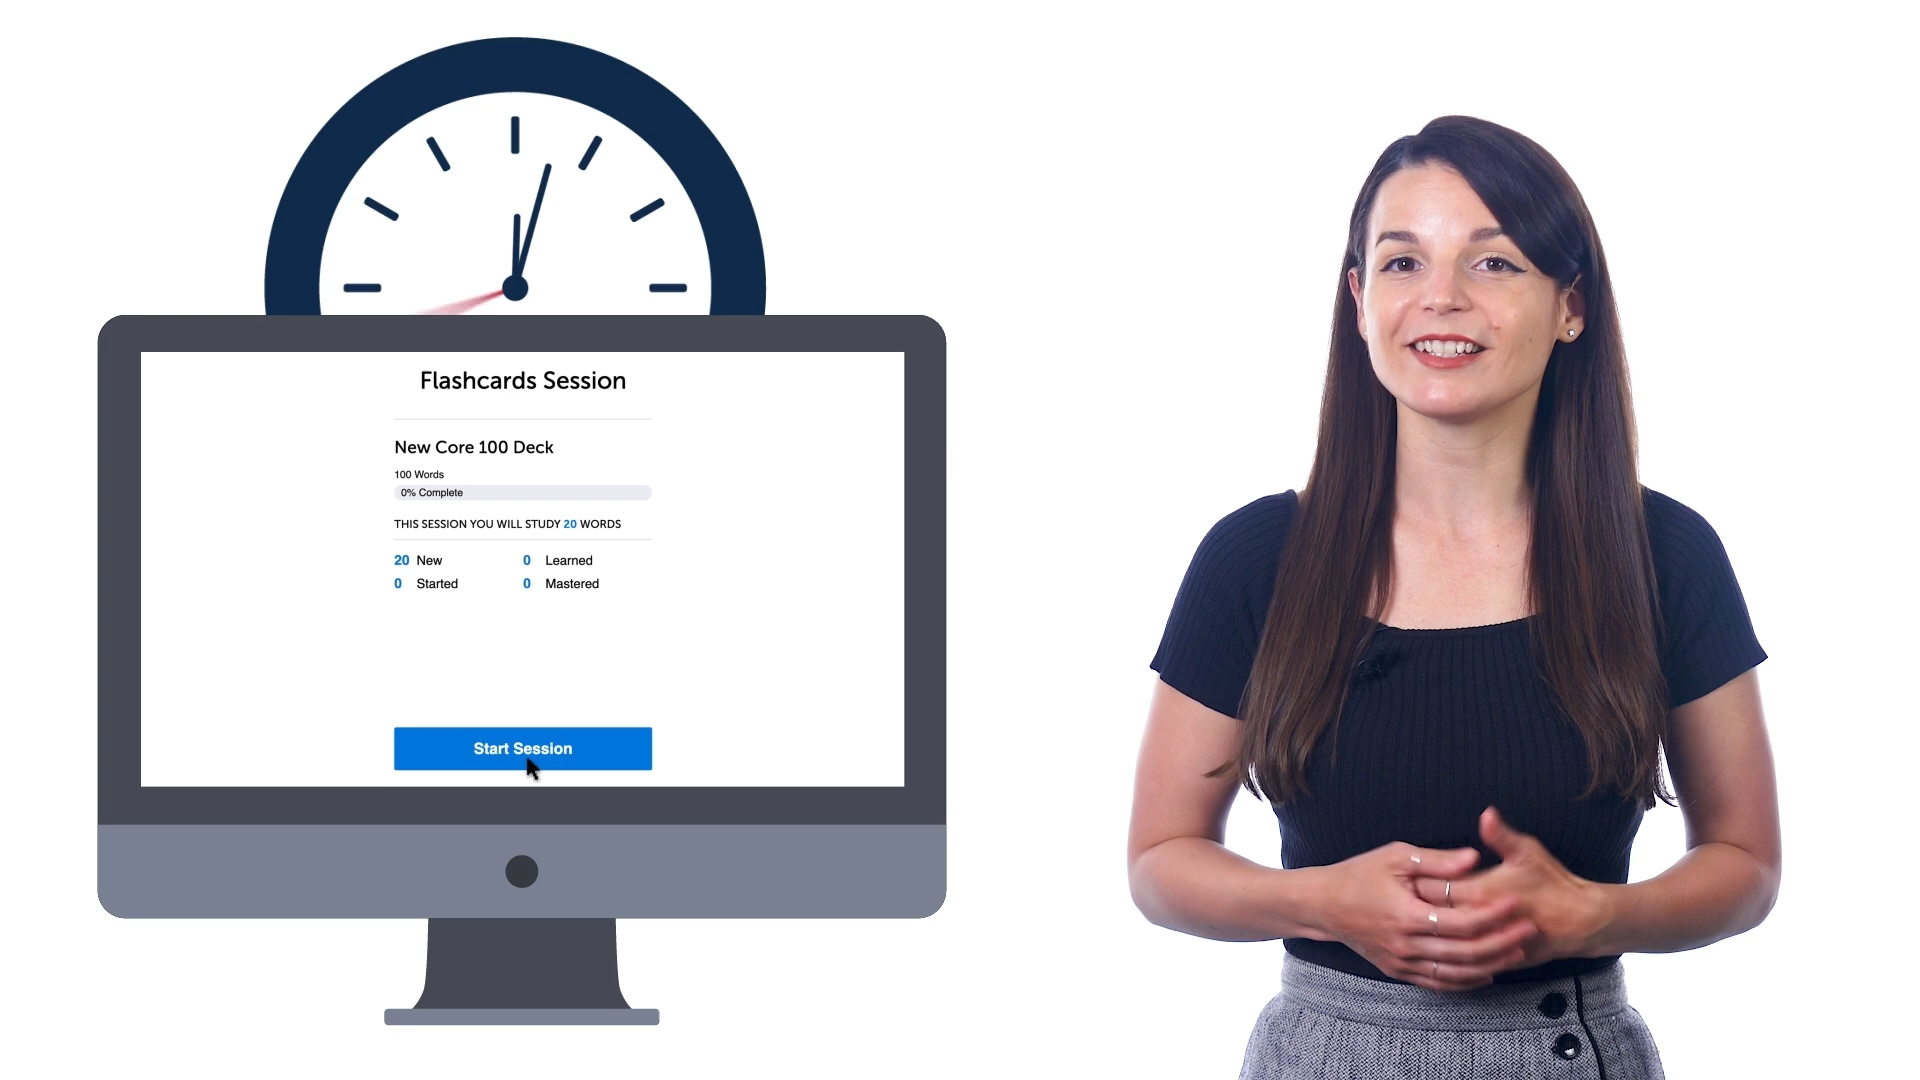 Flashcards Session
New Core 100 Deck
100 Words
0% Complete
THIS SESSION YOU WILL STUDY 20 WORDS
20 New 0 Learned
0 Started 0 Mastered
Start Session